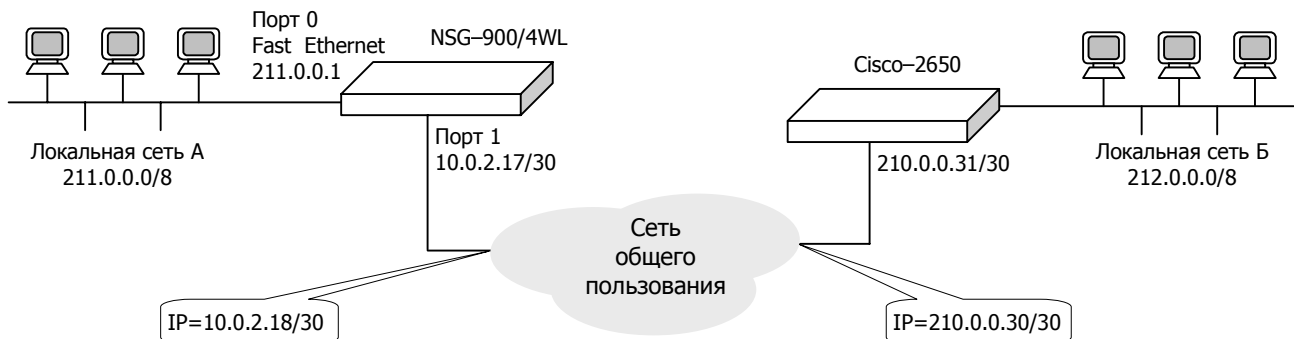 Порт 0
Fast Ethernet
211.0.0.1
NSG–900/4WL
Cisco–2650
Локальная сеть А
211.0.0.0/8
Порт 1
10.0.2.17/30
210.0.0.31/30
Локальная сеть Б
212.0.0.0/8
Сеть
общего
пользования
IP=10.0.2.18/30
IP=210.0.0.30/30